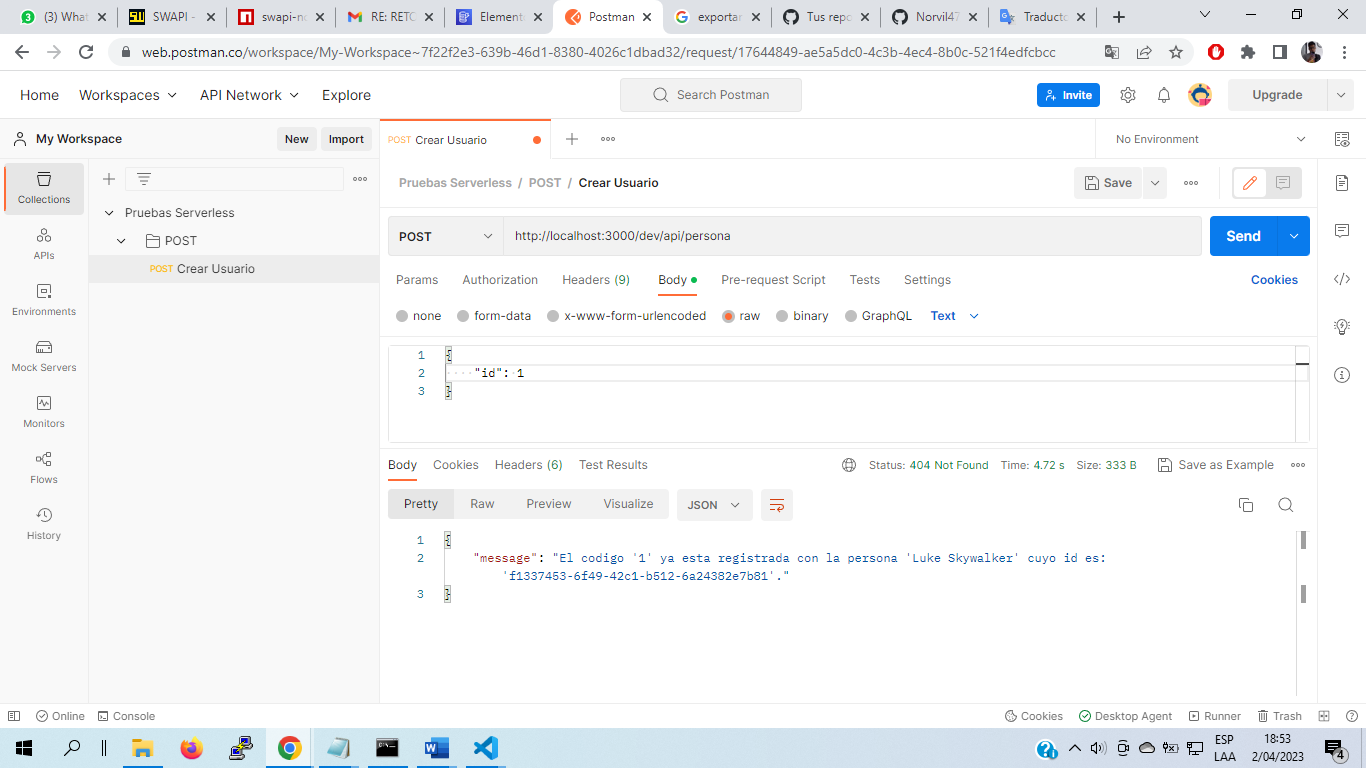 (3) What
SWAPI -
swapi-no
RE: RETO
Elemento
Postman
exportar
Tus repo
Norvil47
Traducto
web.postman.co/workspace/My-Workspace~7f22f2e3-639b-46d1-8380-4026c1dbad32/request/17644849-ae5a5dc0-4c3b-4ec4-8b0c-521f4edfcbcc
Home Workspaces API Network Explore Search Postman Invite Upgrade
My Workspace New Import
POST Crear Usuario No Environment
Collections
APIs
Environments
Mock Servers
Monitors
Flows
History
Pruebas Serverless
POST
POST Crear Usuario
Pruebas Serverless / POST / Crear Usuario Save
POST http://localhost:3000/dev/api/persona Send
Params Authorization Headers (9) Body Pre-request Script Tests Settings Cookies
none form-data x-www-form-urlencoded raw binary GraphQL Text
1 {
2 "id": 1
3 }
Body Cookies Headers (6) Test Results Status: 404 Not Found Time: 4.72 s Size: 333 B Save as Example
Pretty Raw Preview Visualize JSON
1 {
2 "message": "El codigo '1' ya esta registrada con la persona 'Luke Skywalker' cuyo id es:
'f1337453-6f49-42c1-b512-6a24382e7b81'."
3 }
Online Console Cookies Desktop Agent Runner Trash
ESP
LAA
18:53
2/04/2023
4